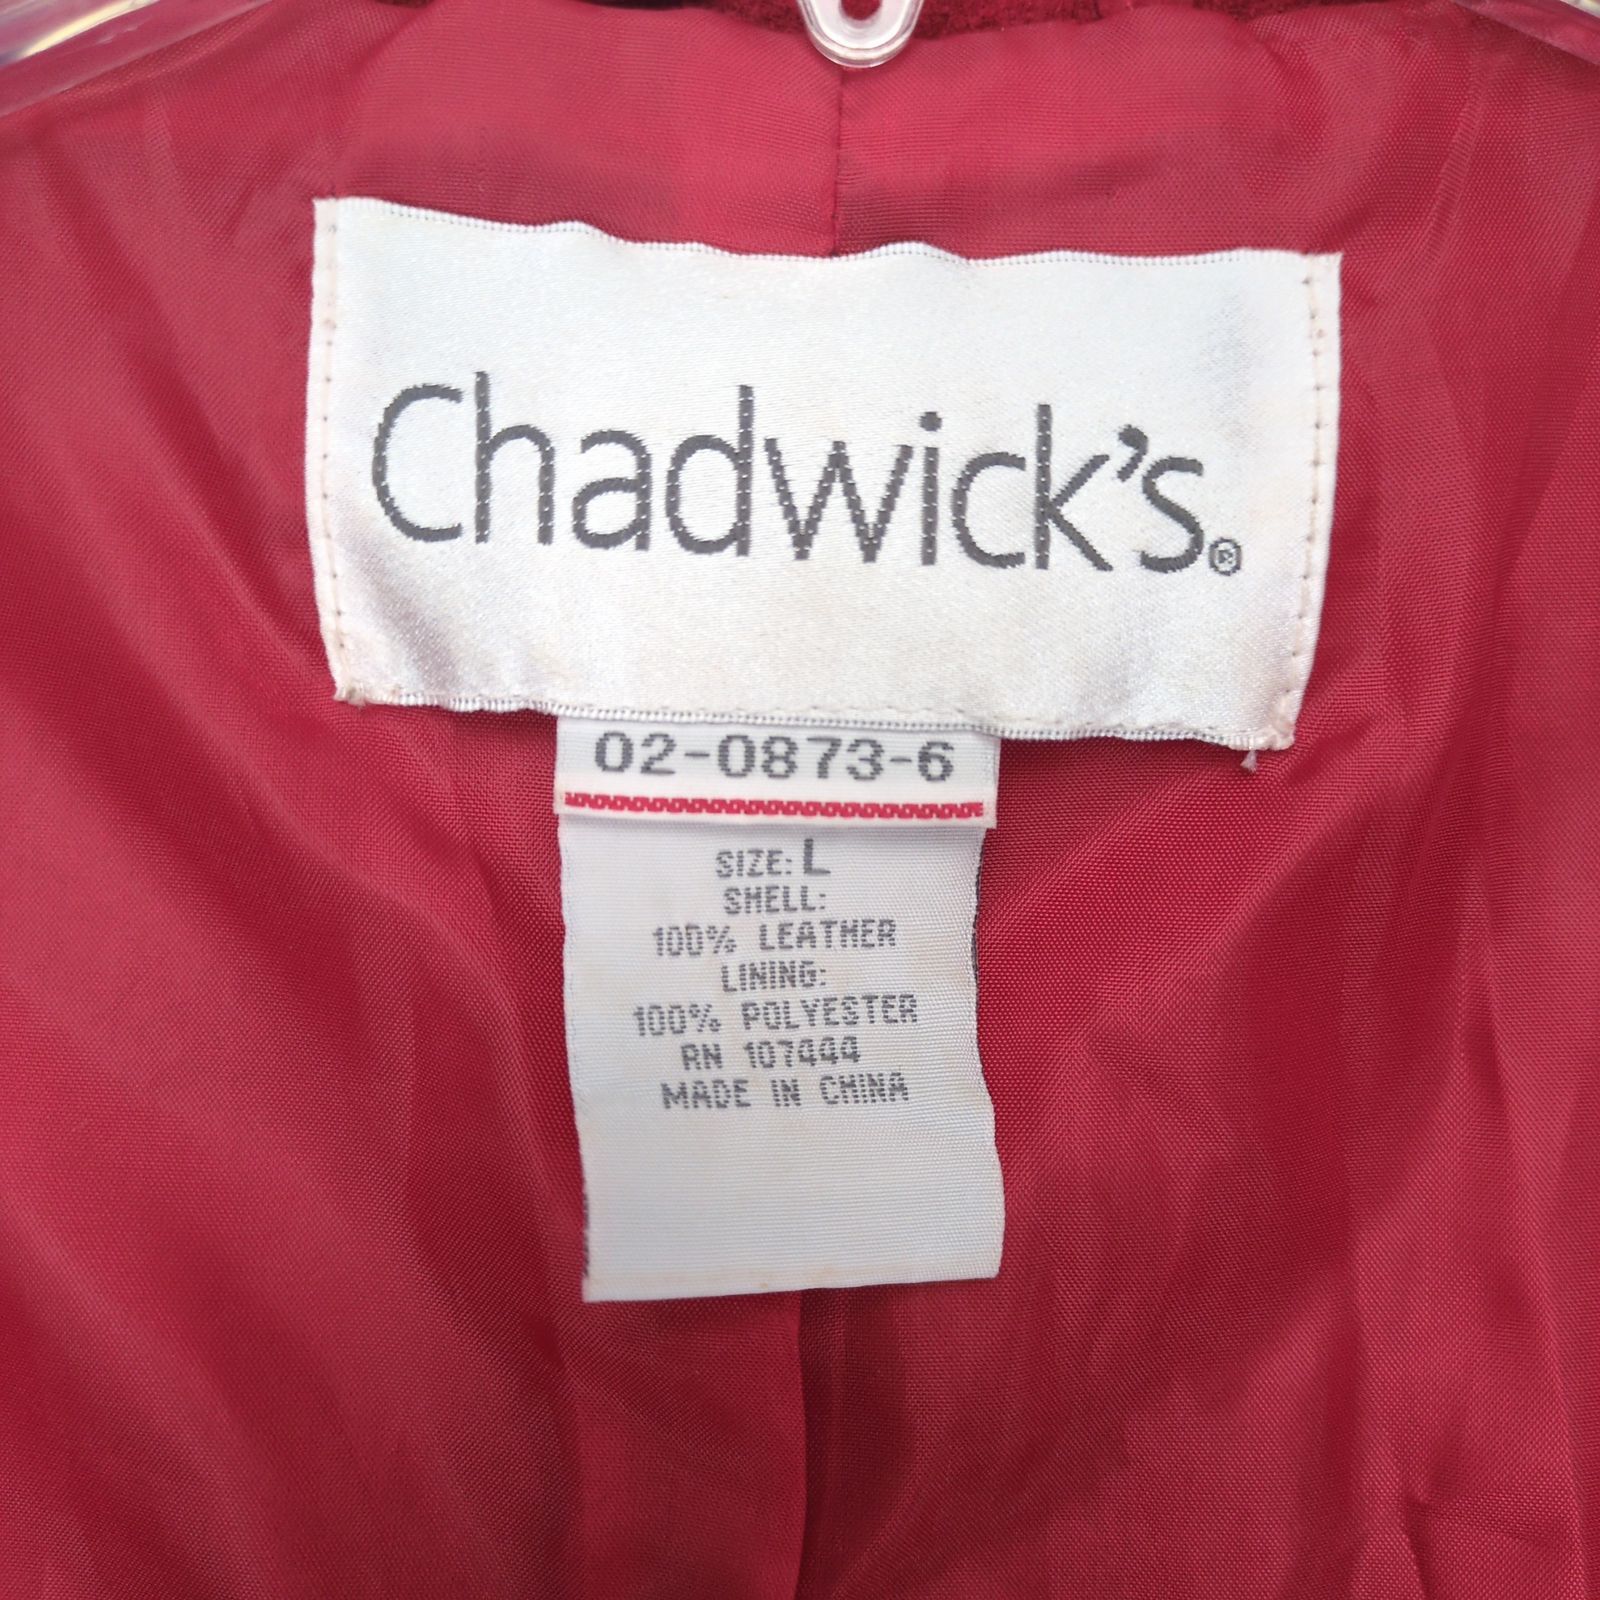 Chadwick's®
02-0873-6
SIZE: L
SHELL:
100% LEATHER
LINING:
100% POLYESTER
RN 107444
MADE IN CHINA